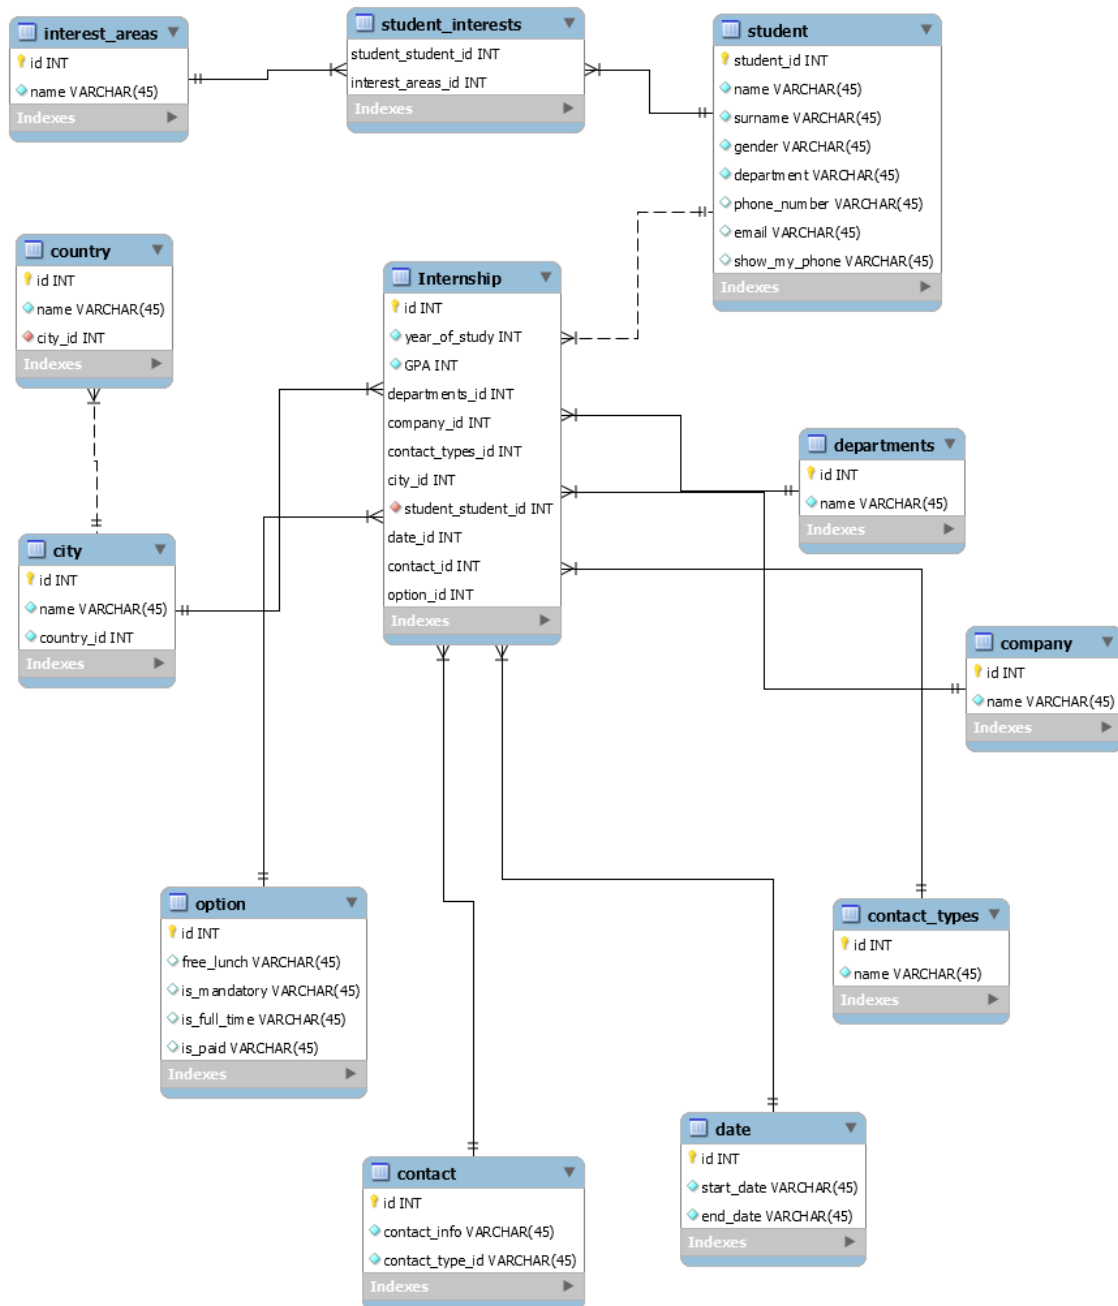 interest_areas
id INT
name VARCHAR(45)
Indexes
student_interests
student_student_id INT
interest_areas_id INT
Indexes
student
student_id INT
name VARCHAR(45)
surname VARCHAR(45)
gender VARCHAR(45)
department VARCHAR(45)
phone_number VARCHAR(45)
email VARCHAR(45)
show_my_phone VARCHAR(45)
Indexes
country
id INT
name VARCHAR(45)
city_id INT
Indexes
Internship
id INT
year_of_study INT
GPA INT
departments_id INT
company_id INT
contact_types_id INT
city_id INT
student_student_id INT
date_id INT
contact_id INT
option_id INT
Indexes
departments
id INT
name VARCHAR(45)
Indexes
city
id INT
name VARCHAR(45)
country_id INT
Indexes
company
id INT
name VARCHAR(45)
Indexes
option
id INT
free_lunch VARCHAR(45)
is_mandatory VARCHAR(45)
is_full_time VARCHAR(45)
is_paid VARCHAR(45)
Indexes
contact_types
id INT
name VARCHAR(45)
Indexes
contact
id INT
contact_info VARCHAR(45)
contact_type_id VARCHAR(45)
Indexes
date
id INT
start_date VARCHAR(45)
end_date VARCHAR(45)
Indexes